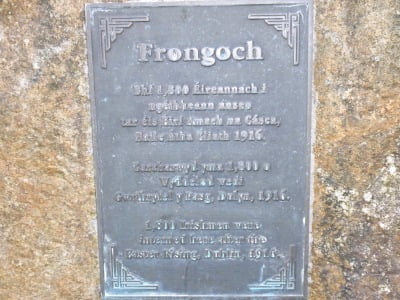 Frongoch
Bhí 1,800 Éireannach i
ngéibheann anseo
tar éis Éirí Amach na Cásca,
Baile Átha Cliath 1916.
Carcharwyd yma 1,800 o
Wyddelod wedi
Gwrthryfel y Pasg, Dulyn, 1916.
1,800 Irishmen were
interned here after the
Easter Rising, Dublin, 1916.